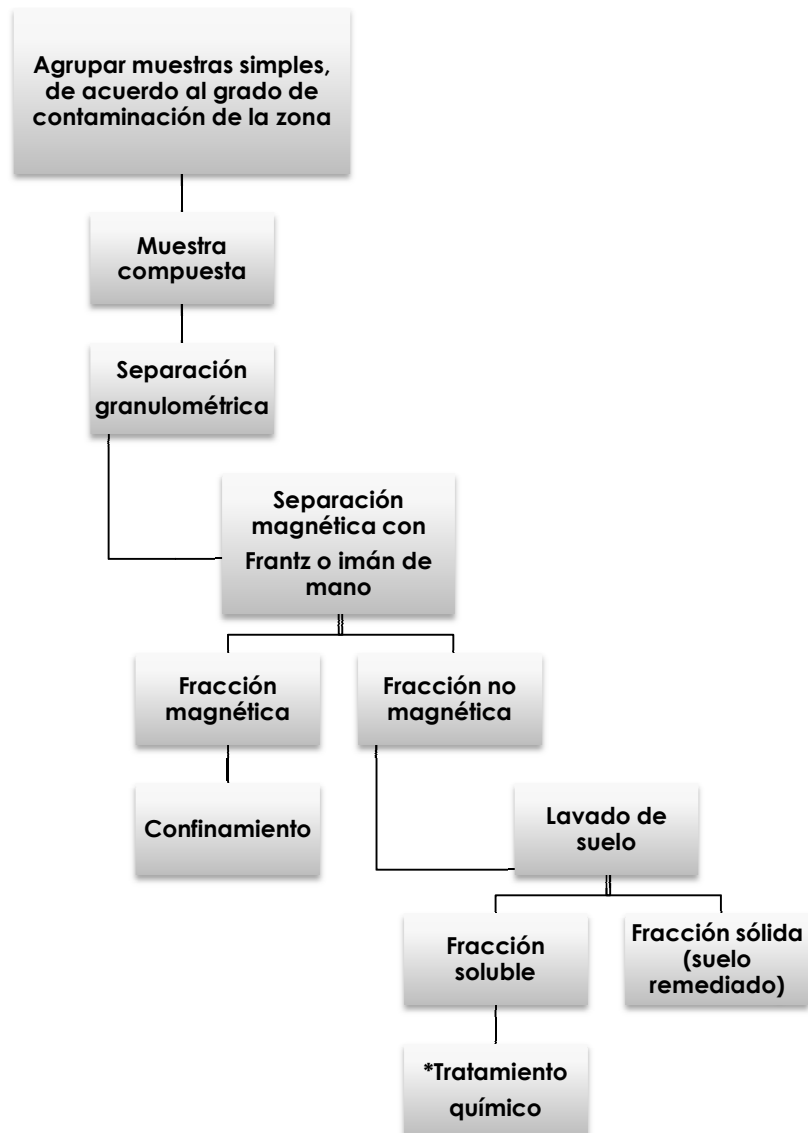 Agrupar muestras simples,
de acuerdo al grado de
contaminación de la zona
Muestra
compuesta
Separación
granulométrica
Separación
magnética con
Frantz o imán de
mano
Fracción
magnética
Fracción no
magnética
Confinamiento
Lavado de
suelo
Fracción
soluble
Fracción sólida
(suelo
remediado)
*Tratamiento
químico